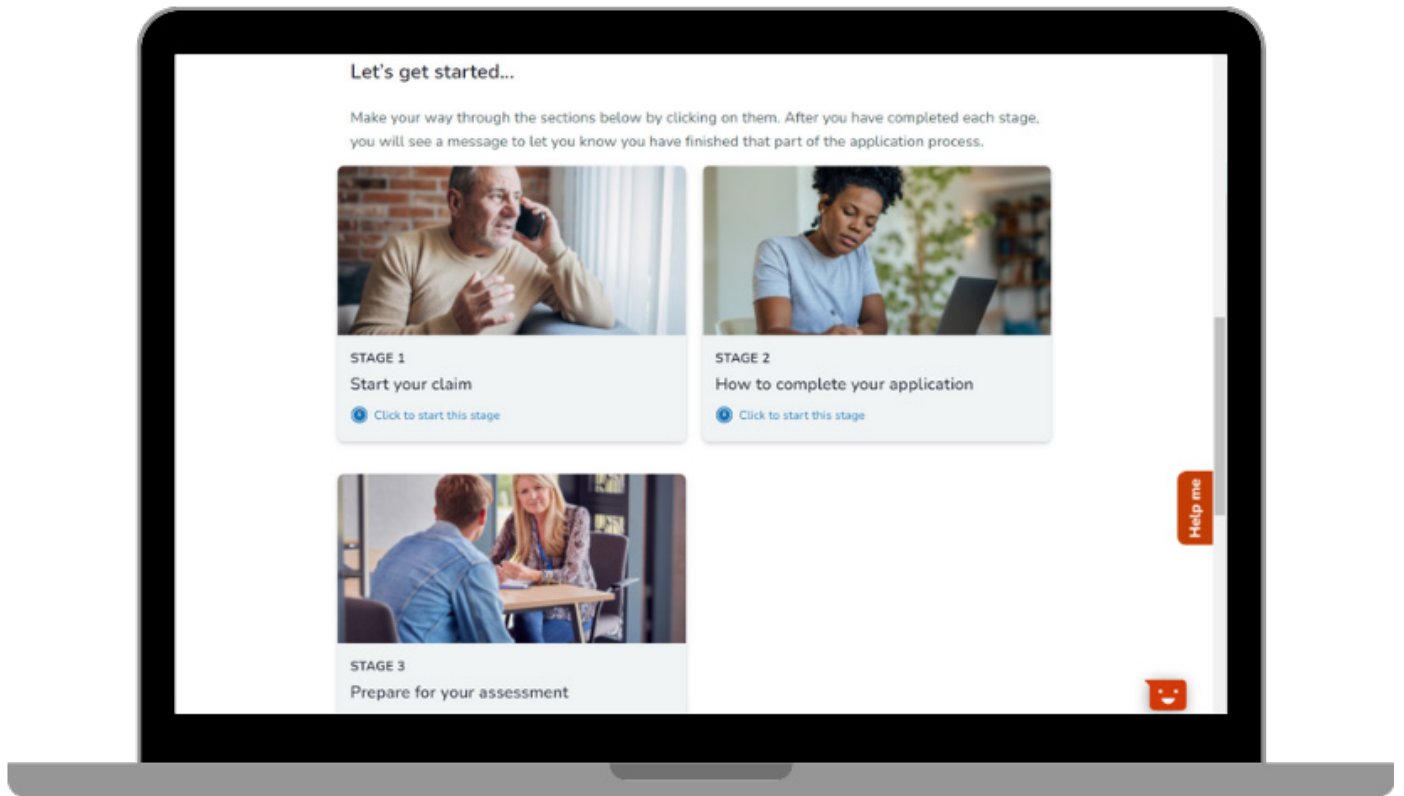 Let's get started...
Make your way through the sections below by clicking on them. After you have completed each stage,
you will see a message to let you know you have finished that part of the application process.
STAGE 1
Start your claim
Click to start this stage
STAGE 2
How to complete your application
Click to start this stage
Help me
STAGE 3
Prepare for your assessment